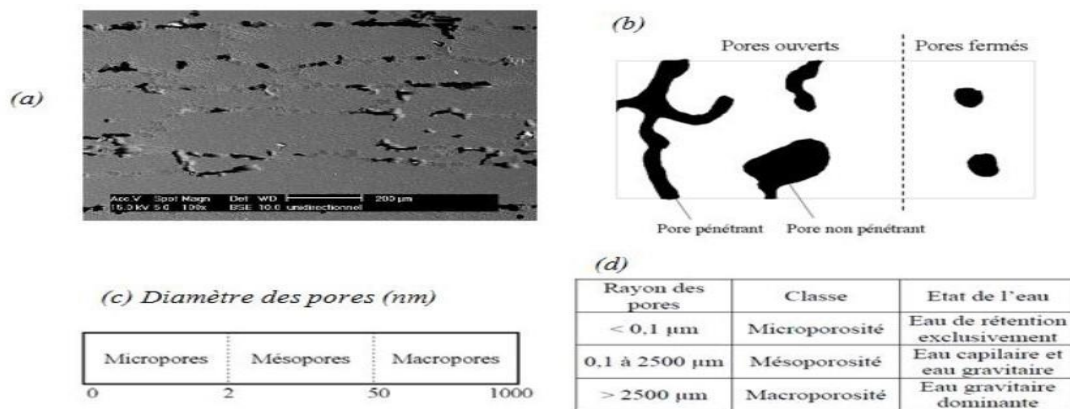 (a)
Acc.V Spot Magn Det WD 200 µm
15.0 kV 5.0 100x BSE 10.0 unidirectionnel
(b)
Pores ouverts
Pores fermés
Pore pénétrant
Pore non pénétrant
(c) Diamètre des pores (nm)
Micropores Mésopores Macropores
0 2 50 1000
(d)
Rayon des
pores
Classe
Etat de l'eau
< 0,1 µm
Microporosité
Eau de rétention
exclusivement
0,1 à 2500 µm
Mésoporosité
Eau capilaire et
eau gravitaire
> 2500 µm
Macroporosité
Eau gravitaire
dominante